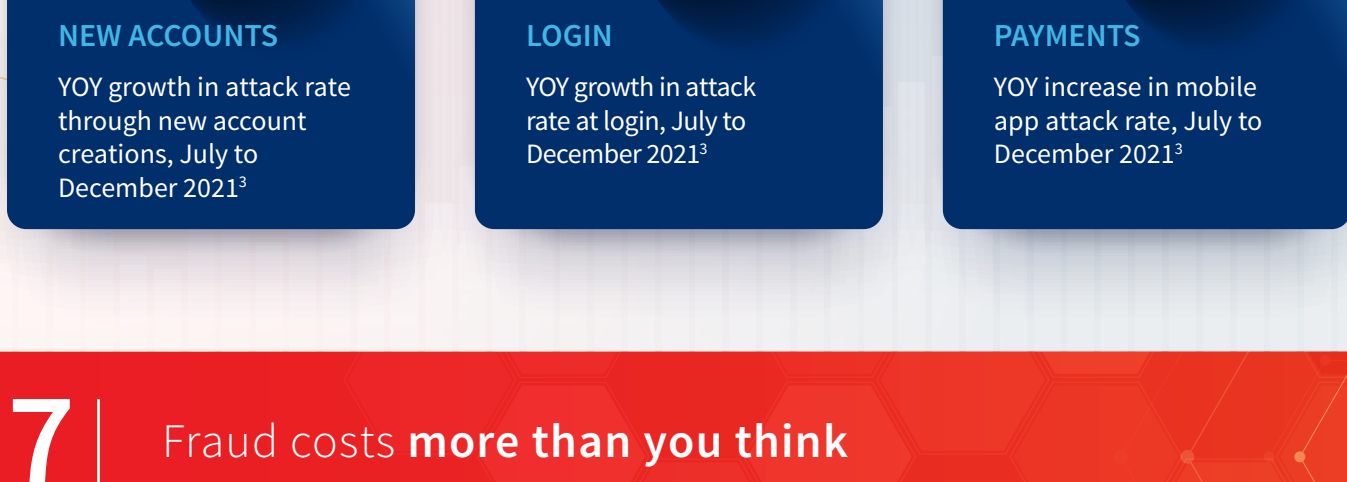 NEW ACCOUNTS
YOY growth in attack rate
through new account
creations, July to
December 2021³
LOGIN
YOY growth in attack
rate at login, July to
December 2021³
PAYMENTS
YOY increase in mobile
app attack rate, July to
December 2021³
7
Fraud costs more than you think